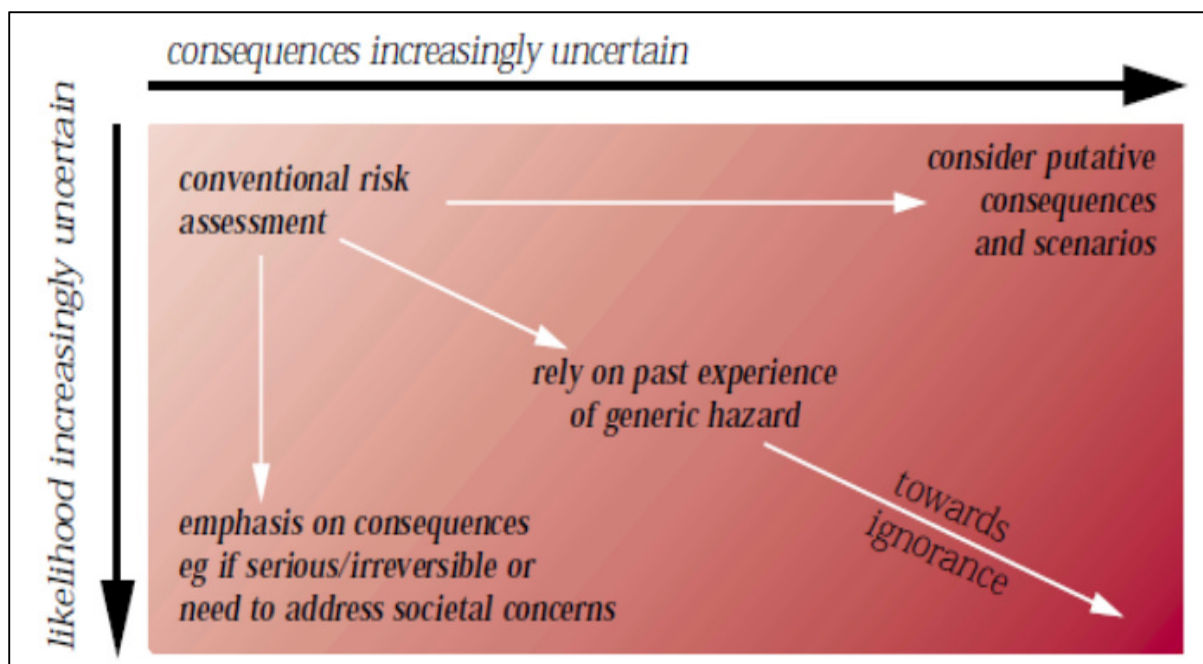 consequences increasingly uncertain
likelihood increasingly uncertain
conventional risk
assessment
consider putative
consequences
and scenarios
rely on past experience
of generic hazard
towards
ignorance
emphasis on consequences
eg if serious/irreversible or
need to address societal concerns